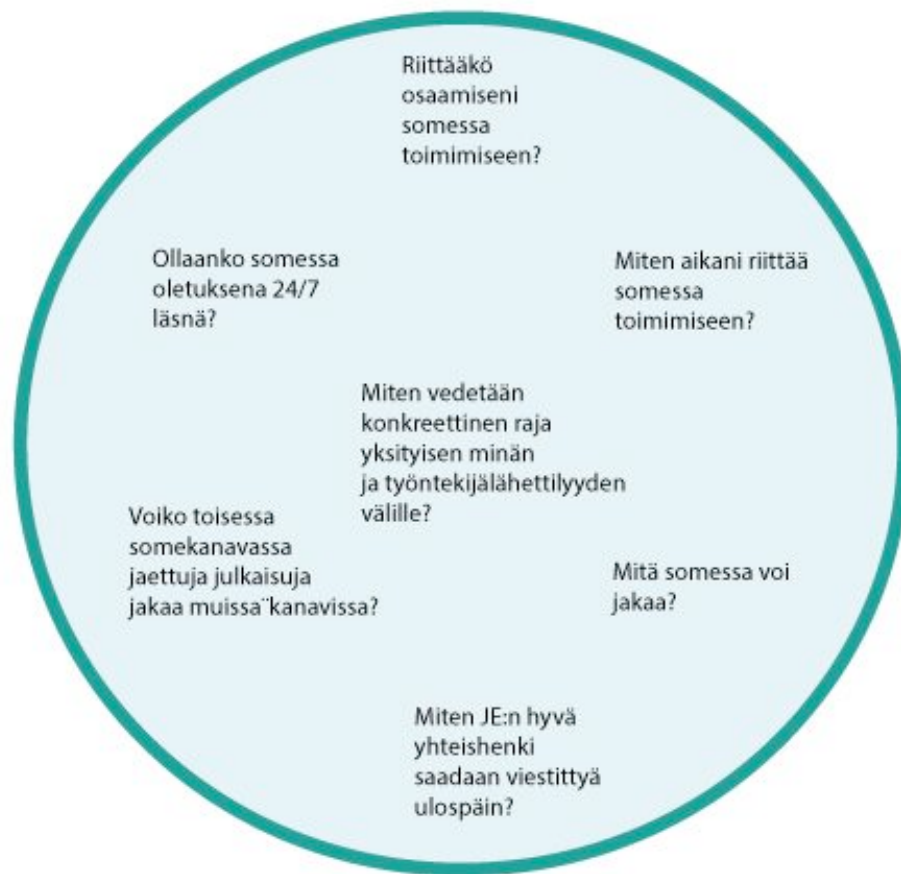 Riittääkö
osaamiseni
somessa
toimimiseen?
Ollaanko somessa
oletuksena 24/7
läsnä?
Miten aikani riittää
somessa
toimimiseen?
Miten vedetään
konkreettinen raja
yksityisen minän
ja työntekijälähettilyyden
välille?
Voiko toisessa
somekanavassa
jaettuja julkaisuja
jakaa muissa¨kanavissa?
Mitä somessa voi
jakaa?
Miten JE:n hyvä
yhteishenki
saadaan viestittyä
ulospäin?